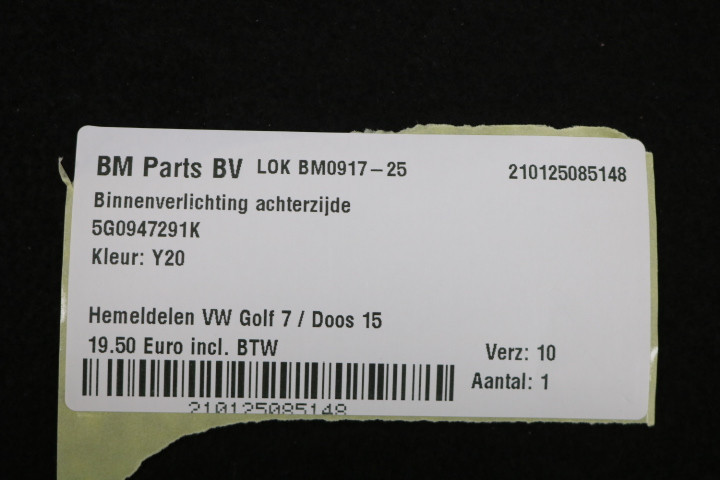 BM Parts BV LOK BM0917-25 210125085148
Binnenverlichting achterzijde
5G0947291K
Kleur: Y20
Hemeldelen VW Golf 7 / Doos 15
19.50 Euro incl. BTW
Verz: 10
Aantal: 1
210125085148